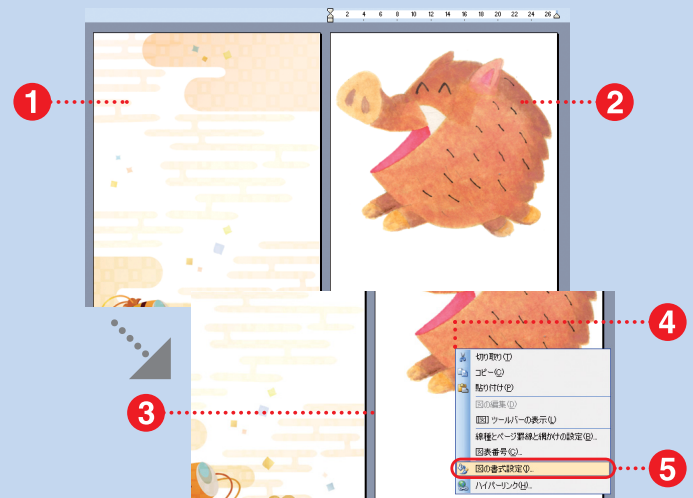 2 4 6 8 10 12 14 16 18 20 22 24 26
1
2
3
4
切り取り(T)
コピー(C)
貼り付け(P)
図の編集(D)
ツールバーの表示(L)
線種とページ罫線と網かけの設定(B)...
図表番号(C)...
図の書式設定(I)...
5
ハイパーリンク(H)...